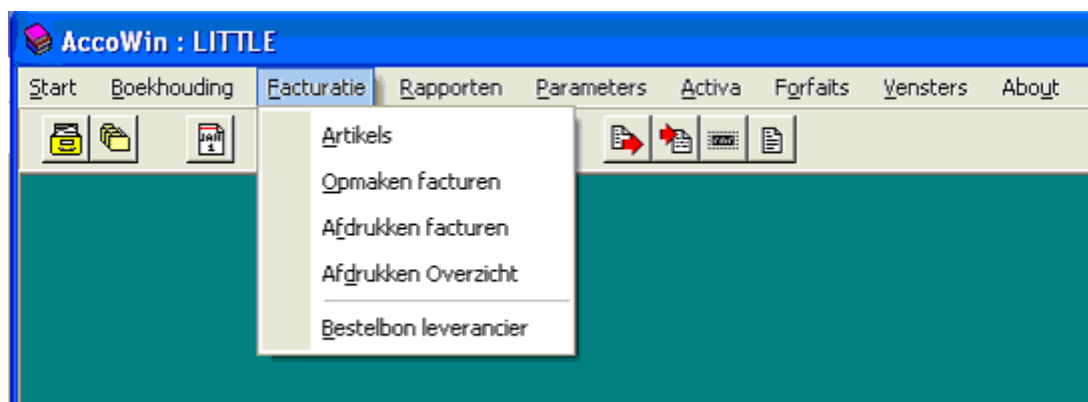 AccoWin : LITTLE
Start Boekhouding Facturatie Rapporten Parameters Activa Forfaits Vensters About
Artikels
Opmaken facturen
Afdrukken facturen
Afdrukken Overzicht
Bestelbon leverancier